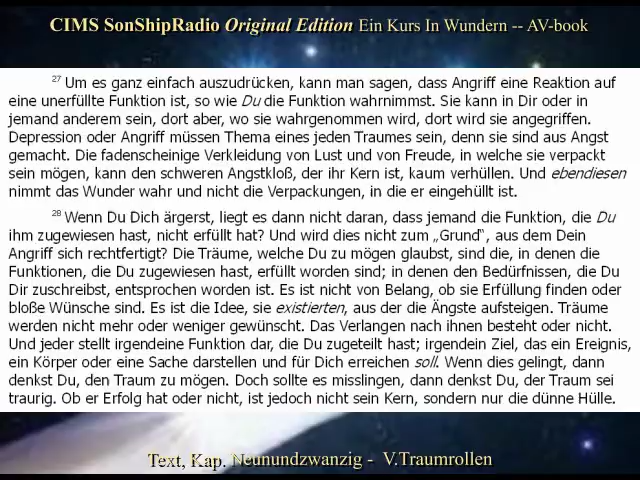 CIMS SonShipRadio Original Edition Ein Kurs In Wundern -- AV-book
27 Um es ganz einfach auszudrücken, kann man sagen, dass Angriff eine Reaktion auf
eine unerfüllte Funktion ist, so wie Du die Funktion wahrnimmst. Sie kann in Dir oder in
jemand anderem sein, dort aber, wo sie wahrgenommen wird, dort wird sie angegriffen.
Depression oder Angriff müssen Thema eines jeden Traumes sein, denn sie sind aus Angst
gemacht. Die fadenscheinige Verkleidung von Lust und von Freude, in welche sie verpackt
sein mögen, kann den schweren Angstkloß, der ihr Kern ist, kaum verhüllen. Und ebendiesen
nimmt das Wunder wahr und nicht die Verpackungen, in die er eingehüllt ist.
28 Wenn Du Dich ärgerst, liegt es dann nicht daran, dass jemand die Funktion, die Du
ihm zugewiesen hast, nicht erfüllt hat? Und wird dies nicht zum „Grund“, aus dem Dein
Angriff sich rechtfertigt? Die Träume, welche Du zu mögen glaubst, sind die, in denen die
Funktionen, die Du zugewiesen hast, erfüllt worden sind; in denen den Bedürfnissen, die Du
Dir zuschreibst, entsprochen worden ist. Es ist nicht von Belang, ob sie Erfüllung finden oder
bloße Wünsche sind. Es ist die Idee, sie existierten, aus der die Ängste aufsteigen. Träume
werden nicht mehr oder weniger gewünscht. Das Verlangen nach ihnen besteht oder nicht.
Und jeder stellt irgendeine Funktion dar, die Du zugeteilt hast; irgendein Ziel, das ein Ereignis,
ein Körper oder eine Sache darstellen und für Dich erreichen soll. Wenn dies gelingt, dann
denkst Du, den Traum zu mögen. Doch sollte es misslingen, dann denkst Du, der Traum sei
traurig. Ob er Erfolg hat oder nicht, ist jedoch nicht sein Kern, sondern nur die dünne Hülle.
Text, Kap. Neunundzwanzig - V.Traumrollen